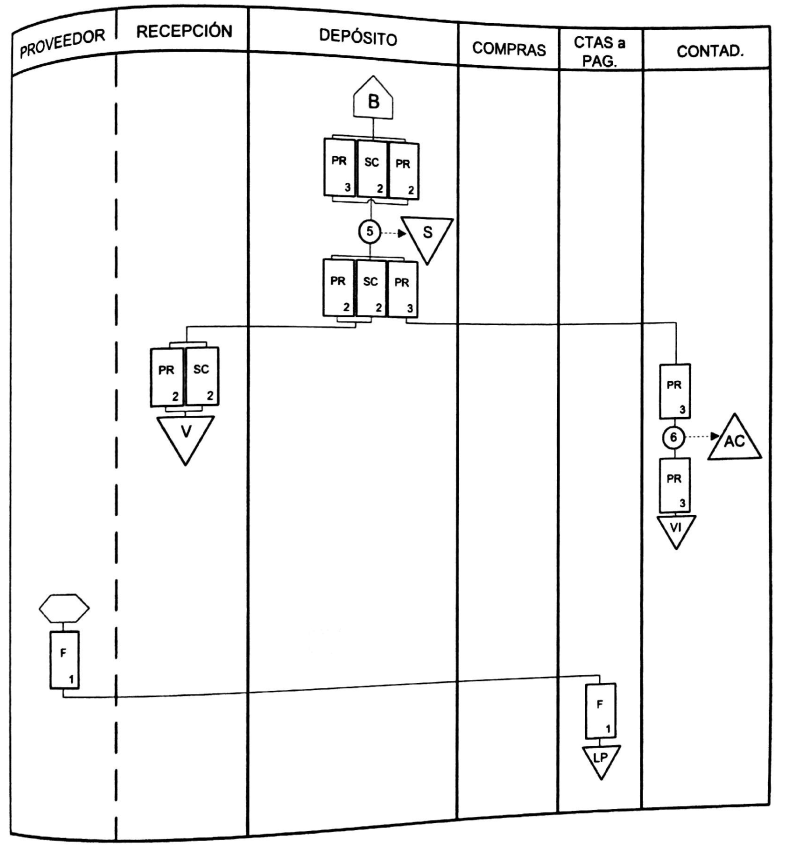 PROVEEDOR
RECEPCIÓN
DEPÓSITO
COMPRAS
CTAS a
PAG.
CONTAD.
B
PR
3
SC
2
PR
2
5
S
PR
2
SC
2
PR
3
PR
2
SC
2
V
PR
3
6
AC
PR
3
VI
F
1
F
1
LP